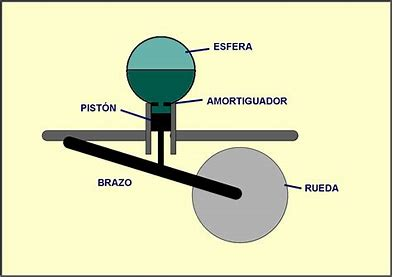 ESFERA
PISTÓN
AMORTIGUADOR
BRAZO
RUEDA